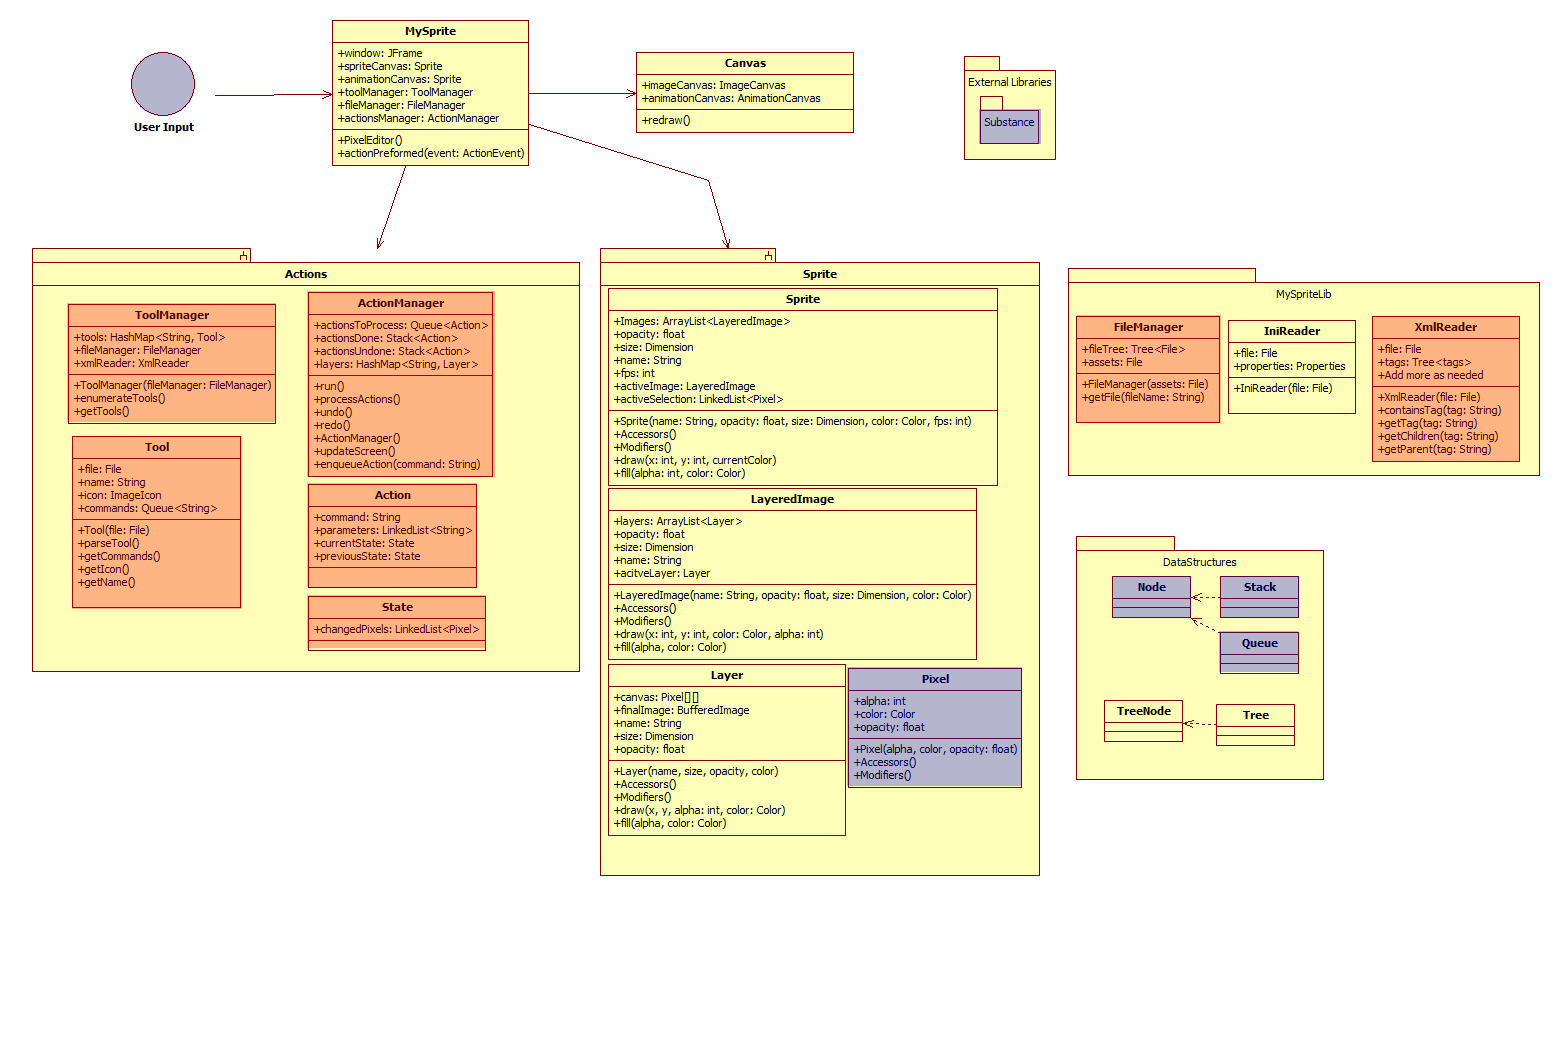 MySprite
+window: JFrame
+spriteCanvas: Sprite
+animationCanvas: Sprite
+toolManager: ToolManager
+fileManager: FileManager
+actionsManager: ActionManager
+PixelEditor()
+actionPreformed(event: ActionEvent)
User Input
Canvas
+imageCanvas: ImageCanvas
+animationCanvas: AnimationCanvas
+redraw()
External Libraries
Substance
Actions
ToolManager
+tools: HashMap<String, Tool>
+fileManager: FileManager
+xmlReader: XmlReader
+ToolManager(fileManager: FileManager)
+enumerateTools()
+getTools()
Tool
+file: File
+name: String
+icon: ImageIcon
+commands: Queue<String>
+Tool(file: File)
+parseTool()
+getCommands()
+getIcon()
+getName()
ActionManager
+actionsToProcess: Queue<Action>
+actionsDone: Stack<Action>
+actionsUndone: Stack<Action>
+layers: HashMap<String, Layer>
+run()
+processActions()
+undo()
+redo()
+ActionManager()
+updateScreen()
+enqueueAction(command: String)
Action
+command: String
+parameters: LinkedList<String>
+currentState: State
+previousState: State
State
+changedPixels: LinkedList<Pixel>
Sprite
Sprite
+Images: ArrayList<LayeredImage>
+opacity: float
+size: Dimension
+name: String
+fps: int
+activeImage: LayeredImage
+activeSelection: LinkedList<Pixel>
+Sprite(name: String, opacity: float, size: Dimension, color: Color, fps: int)
+Accessors()
+Modifiers()
+draw(x: int, y: int, currentColor)
+fill(alpha: int, color: Color)
LayeredImage
+layers: ArrayList<Layer>
+opacity: float
+size: Dimension
+name: String
+acitveLayer: Layer
+LayeredImage(name: String, opacity: float, size: Dimension, color: Color)
+Accessors()
+Modifiers()
+draw(x: int, y: int, color: Color, alpha: int)
+fill(alpha, color: Color)
Layer
+canvas: Pixel[][]
+finalImage: BufferedImage
+name: String
+size: Dimension
+opacity: float
+Layer(name, size, opacity, color)
+Accessors()
+Modifiers()
+draw(x, y, alpha: int, color: Color)
+fill(alpha, color: Color)
Pixel
+alpha: int
+color: Color
+opacity: float
+Pixel(alpha, color, opacity: float)
+Accessors()
+Modifiers()
MySpriteLib
FileManager
+fileTree: Tree<File>
+assets: File
+FileManager(assets: File)
+getFile(fileName: String)
IniReader
+file: File
+properties: Properties
+IniReader(file: File)
XmlReader
+file: File
+tags: Tree<tags>
+Add more as needed
+XmlReader(file: File)
+containsTag(tag: String)
+getTag(tag: String)
+getChildren(tag: String)
+getParent(tag: String)
DataStructures
Node
Stack
Queue
TreeNode
Tree